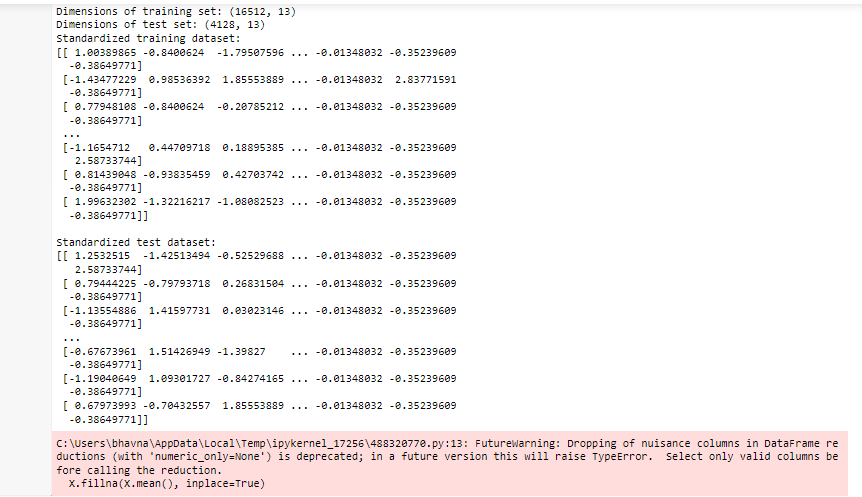 Dimensions of training set: (16512, 13)
Dimensions of test set: (4128, 13)
Standardized training dataset:
[[ 1.00389865 -0.8400624  -1.79507596 ... -0.01348032 -0.35239609
  -0.38649771]
 [-1.43477229  0.98536392  1.85553889 ... -0.01348032  2.83771591
  -0.38649771]
 [ 0.77948108 -0.8400624  -0.20785212 ... -0.01348032 -0.35239609
  -0.38649771]
 ...
 [-1.1654712   0.44709718  0.18895385 ... -0.01348032 -0.35239609
   2.58733744]
 [ 0.81439048 -0.93835459  0.42703742 ... -0.01348032 -0.35239609
  -0.38649771]
 [ 1.99632302 -1.32216217 -1.08082523 ... -0.01348032 -0.35239609
  -0.38649771]]

Standardized test dataset:
[[ 1.2532515  -1.42513494 -0.52529688 ... -0.01348032 -0.35239609
   2.58733744]
 [ 0.79444225 -0.79793718  0.26831504 ... -0.01348032 -0.35239609
  -0.38649771]
 [-1.13554886  1.41597731  0.03023146 ... -0.01348032 -0.35239609
  -0.38649771]
 ...
 [-0.67673961  1.51426949 -1.39827    ... -0.01348032 -0.35239609
  -0.38649771]
 [-1.19040649  1.09301727 -0.84274165 ... -0.01348032 -0.35239609
  -0.38649771]
 [ 0.67973993 -0.70432557  1.85553889 ... -0.01348032 -0.35239609
  -0.38649771]]
C:\Users\bhavna\AppData\Local\Temp\ipykernel_17256\488320770.py:13: FutureWarning: Dropping of nuisance columns in DataFrame re
ductions (with 'numeric_only=None') is deprecated; in a future version this will raise TypeError.  Select only valid columns be
fore calling the reduction.
  X.fillna(X.mean(), inplace=True)